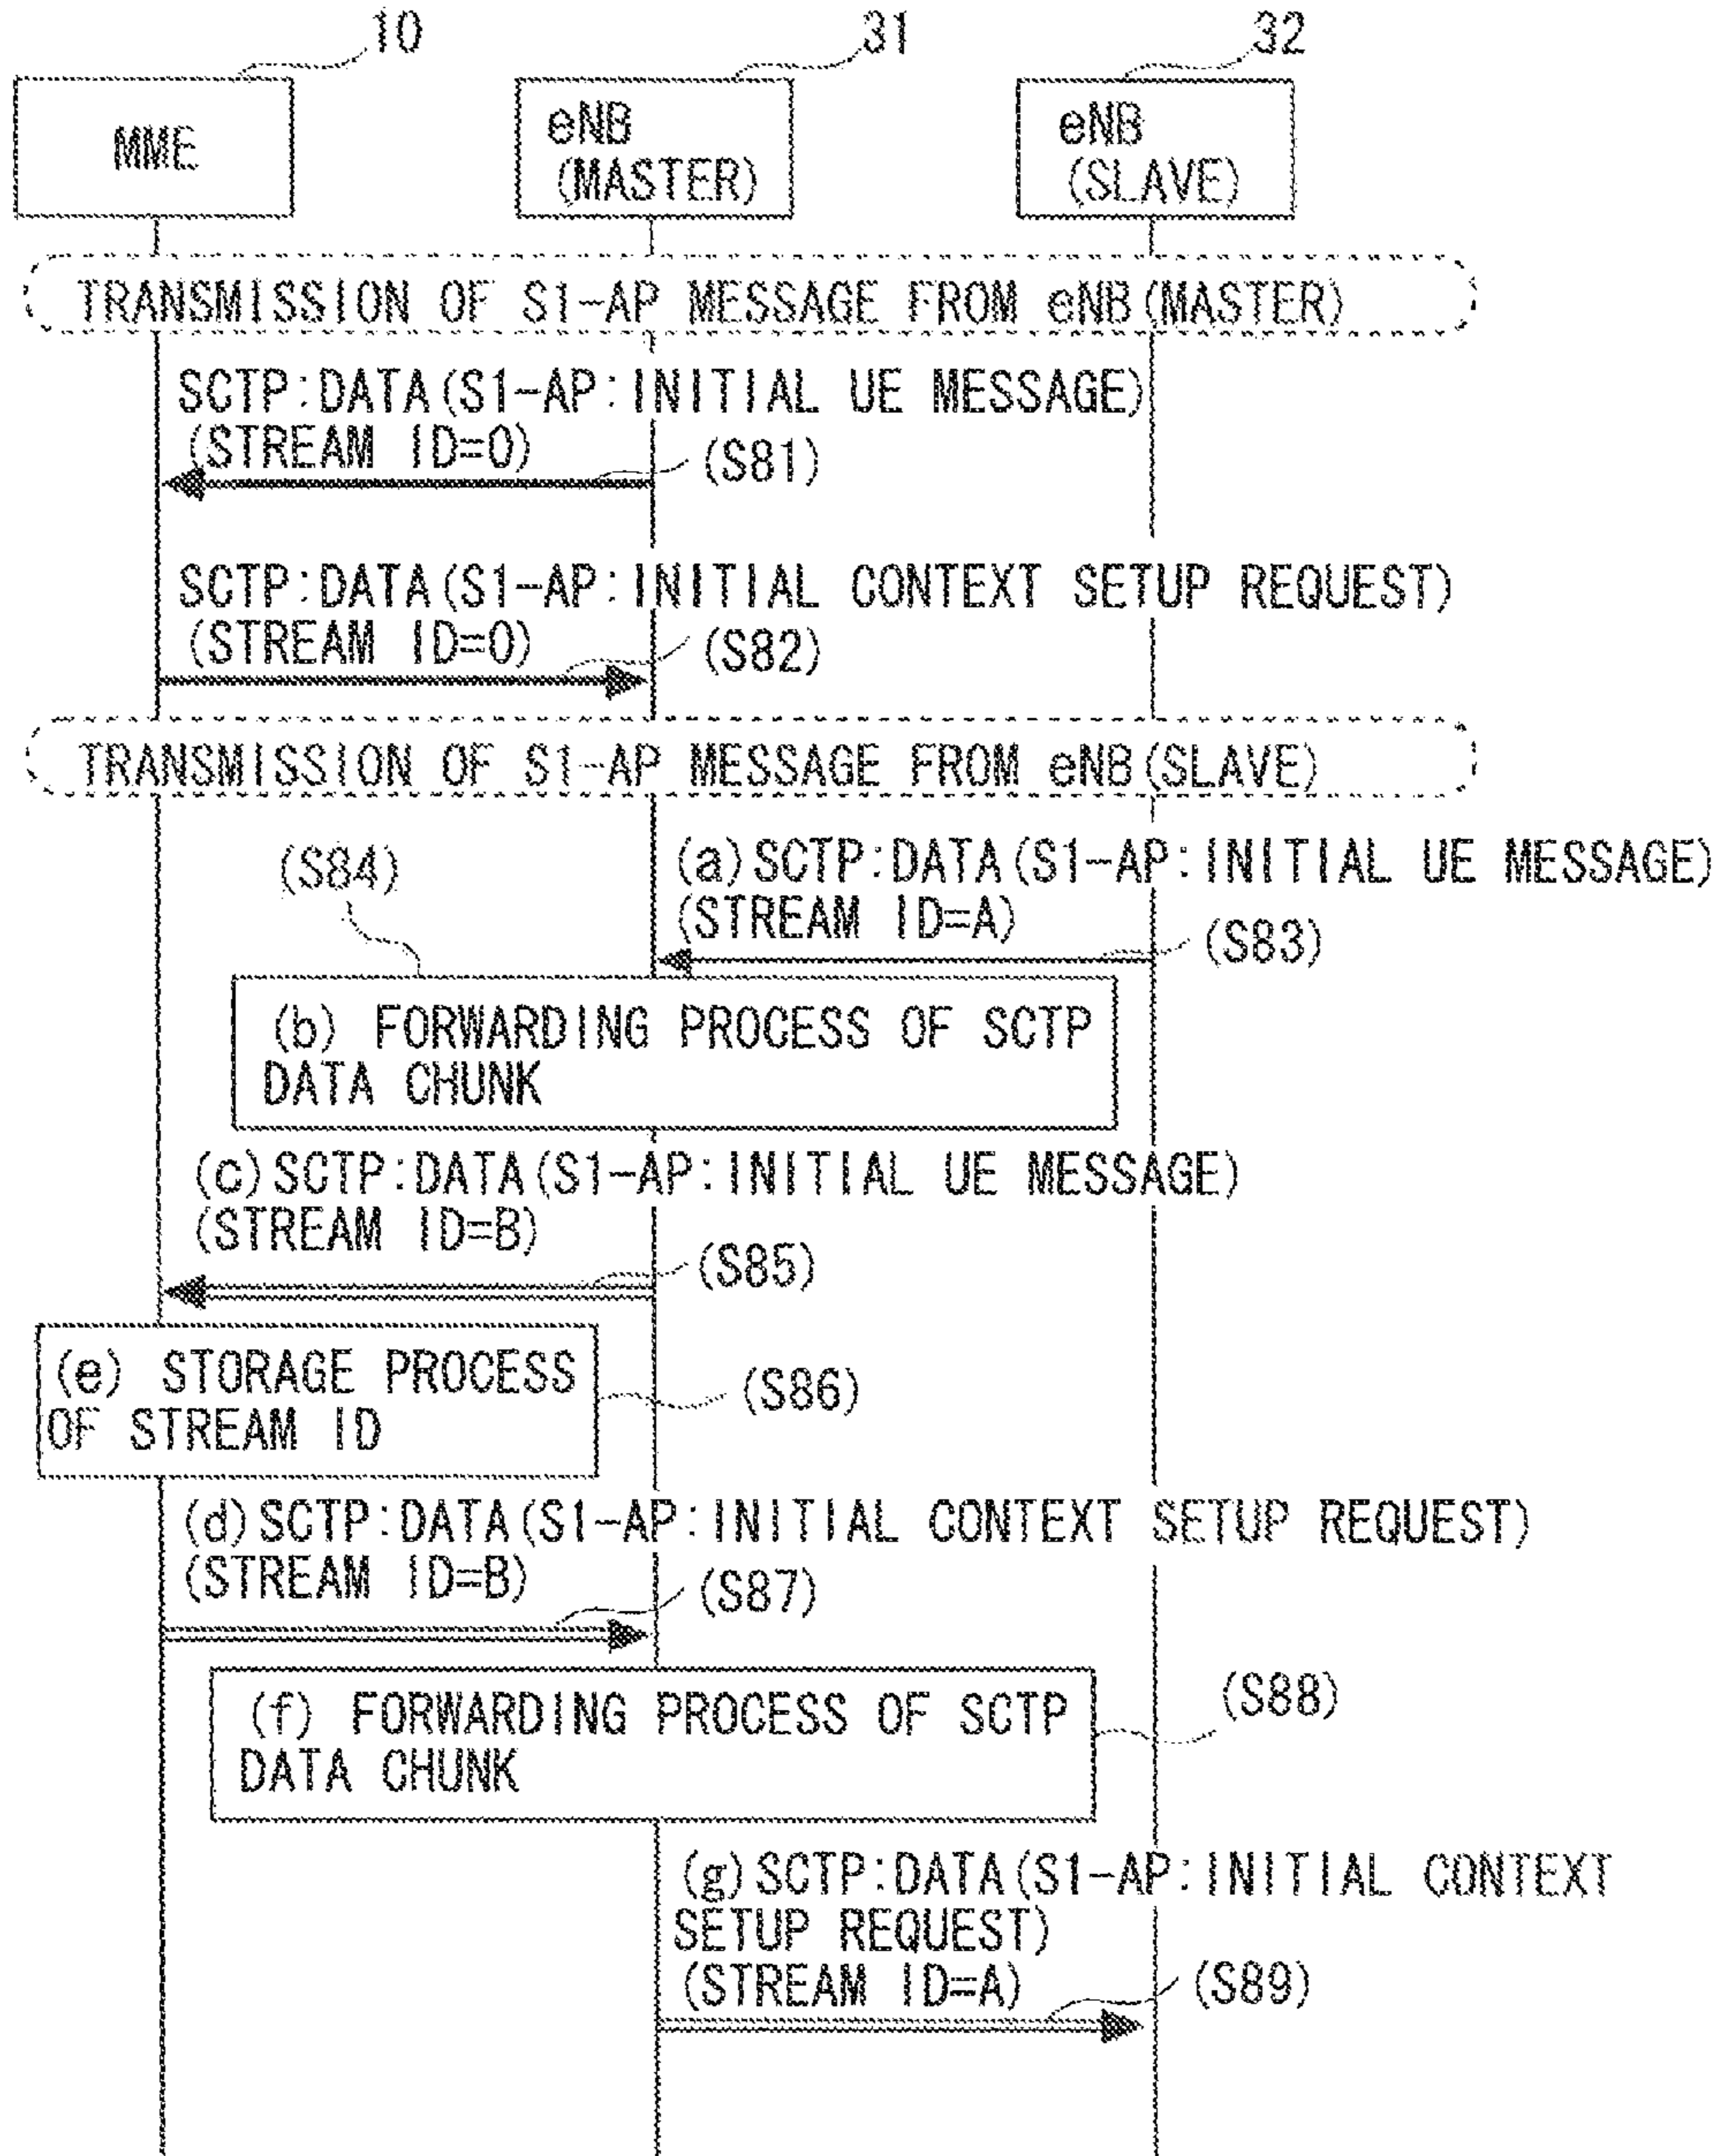 10
31
32
MME
eNB
(MASTER)
eNB
(SLAVE)
TRANSMISSION OF S1-AP MESSAGE FROM eNB(MASTER)
SCTP:DATA(S1-AP:INITIAL UE MESSAGE)
(STREAM ID=0)
(S81)
SCTP:DATA(S1-AP:INITIAL CONTEXT SETUP REQUEST)
(STREAM ID=0)
(S82)
TRANSMISSION OF S1-AP MESSAGE FROM eNB(SLAVE)
(S84)
(a)SCTP:DATA(S1-AP:INITIAL UE MESSAGE)
(STREAM ID=A)
(S83)
(b) FORWARDING PROCESS OF SCTP
DATA CHUNK
(c)SCTP:DATA(S1-AP:INITIAL UE MESSAGE)
(STREAM ID=B)
(S85)
(e) STORAGE PROCESS
OF STREAM ID
(S86)
(d)SCTP:DATA(S1-AP:INITIAL CONTEXT SETUP REQUEST)
(STREAM ID=B)
(S87)
(f) FORWARDING PROCESS OF SCTP
DATA CHUNK
(S88)
(g)SCTP:DATA(S1-AP:INITIAL CONTEXT
SETUP REQUEST)
(STREAM ID=A)
(S89)